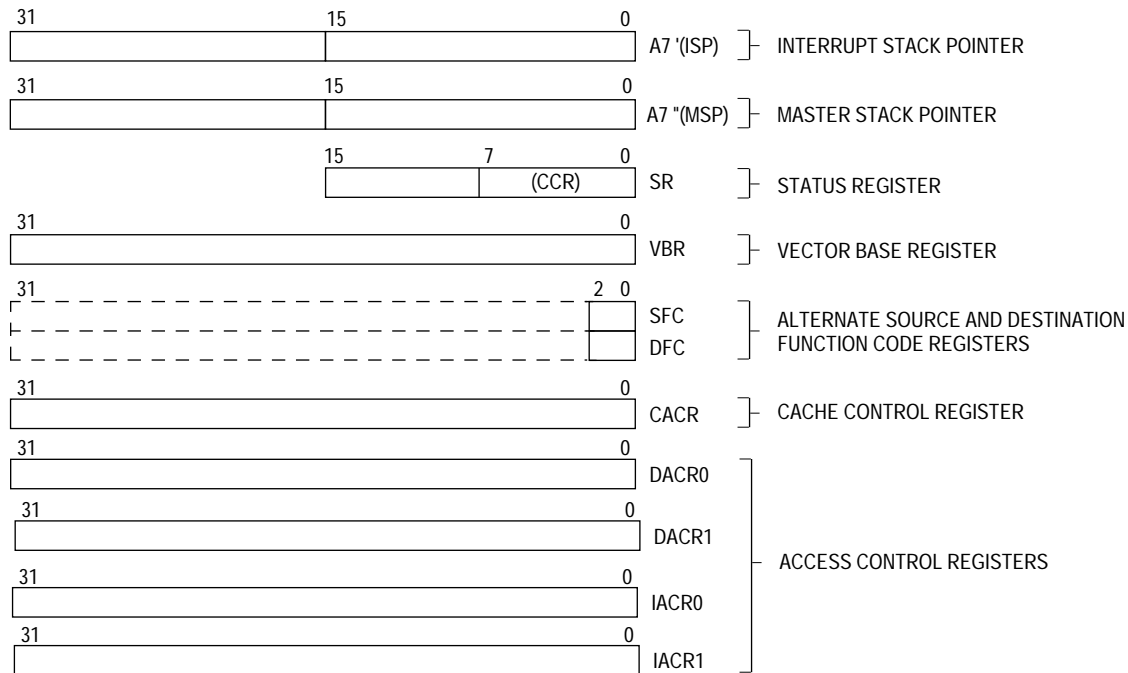 31 15 0
A7 '(ISP) INTERRUPT STACK POINTER
31 15 0
A7 "(MSP) MASTER STACK POINTER
15 7 0
(CCR) SR STATUS REGISTER
31 0
VBR VECTOR BASE REGISTER
31 2 0
SFC ALTERNATE SOURCE AND DESTINATION
DFC FUNCTION CODE REGISTERS
31 0
CACR CACHE CONTROL REGISTER
31 0
DACR0
31 0
DACR1
ACCESS CONTROL REGISTERS
31 0
IACR0
31 0
IACR1